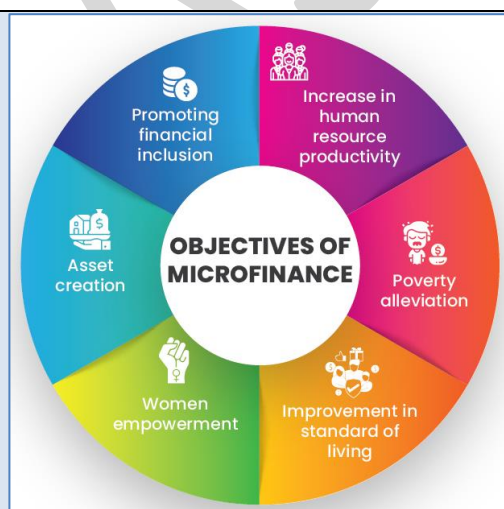 OBJECTIVES OF
MICROFINANCE
Increase in
human
resource
productivity
Poverty
alleviation
Improvement in
standard of
living
Women
empowerment
Asset
creation
Promoting
financial
inclusion